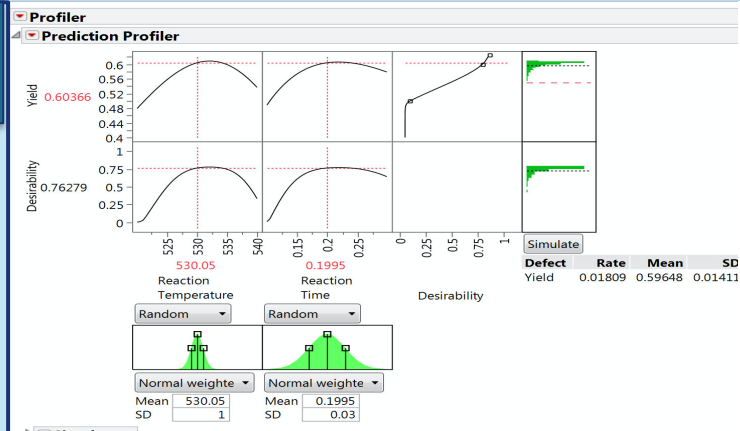 Profiler
Prediction Profiler
Yield
0.60366
0.6
0.56
0.52
0.48
0.44
0.4
Desirability
0.76279
1
0.75
0.5
0.25
0
525 530 535 540
0.15 0.2 0.25
0 0.25 0.5 0.75 1
530.05
Reaction
Temperature
0.1995
Reaction
Time
Desirability
Simulate
Defect Rate Mean SD
Yield 0.01809 0.59648 0.01411
Random Random
Normal weighte Normal weighte
Mean 530.05 Mean 0.1995
SD 1 SD 0.03